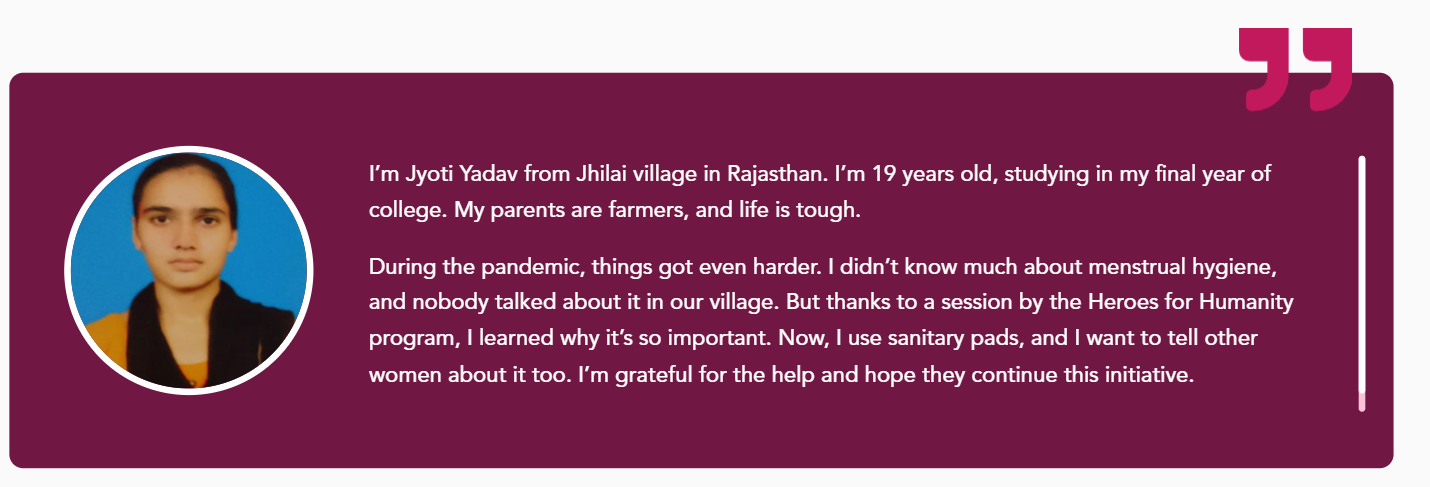 I’m Jyoti Yadav from Jhilai village in Rajasthan. I’m 19 years old, studying in my final year of
college. My parents are farmers, and life is tough.
During the pandemic, things got even harder. I didn’t know much about menstrual hygiene,
and nobody talked about it in our village. But thanks to a session by the Heroes for Humanity
program, I learned why it’s so important. Now, I use sanitary pads, and I want to tell other
women about it too. I’m grateful for the help and hope they continue this initiative.